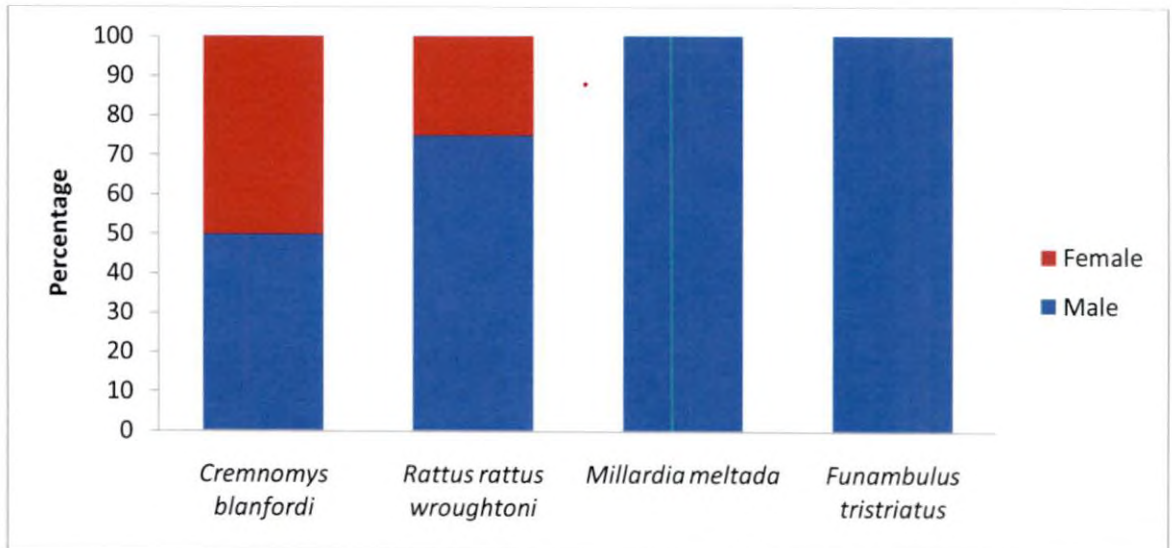 100
90
80
70
60
50
40
30
20
10
0
Percentage
Cremnomys
blanfordi
Rattus rattus
wroughtoni
Millardia meltada
Funambulus
tristriatus
Female
Male